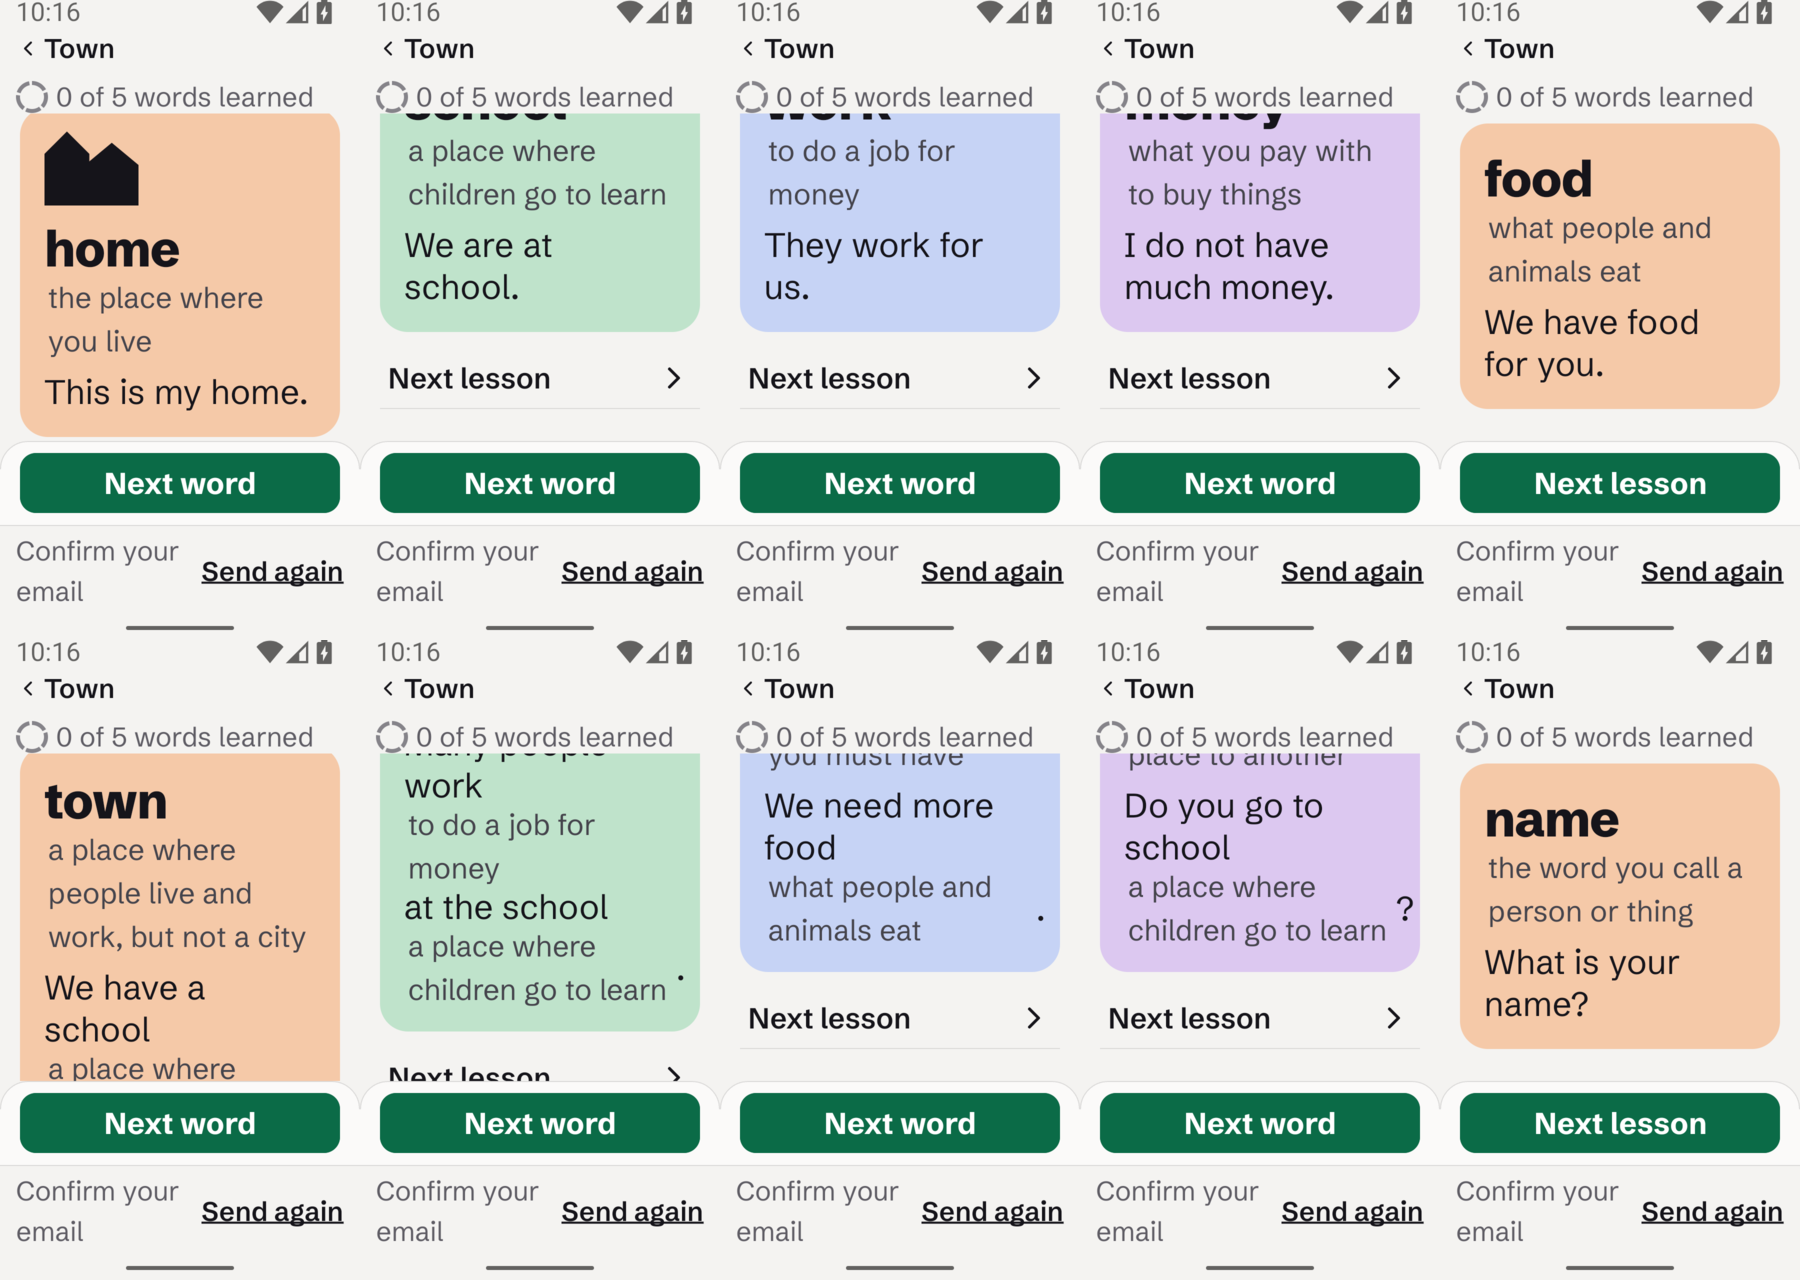 10:16
Town
0 of 5 words learned
home
the place where
you live
This is my home.
Next word
Confirm your
email
Send again
10:16
Town
0 of 5 words learned
school
a place where
children go to learn
We are at
school.
Next lesson
Next word
Confirm your
email
Send again
10:16
Town
0 of 5 words learned
work
to do a job for
money
They work for
us.
Next lesson
Next word
Confirm your
email
Send again
10:16
Town
0 of 5 words learned
money
what you pay with
to buy things
I do not have
much money.
Next lesson
Next word
Confirm your
email
Send again
10:16
Town
0 of 5 words learned
food
what people and
animals eat
We have food
for you.
Next lesson
Confirm your
email
Send again
10:16
Town
0 of 5 words learned
town
a place where
people live and
work, but not a city
We have a
school
a place where
Next word
Confirm your
email
Send again
10:16
Town
0 of 5 words learned
many people
work
to do a job for
money
at the school
a place where
children go to learn
.
Next lesson
Next word
Confirm your
email
Send again
10:16
Town
0 of 5 words learned
you must have
We need more
food
what people and
animals eat
.
Next lesson
Next word
Confirm your
email
Send again
10:16
Town
0 of 5 words learned
place to another
Do you go to
school
a place where
children go to learn
?
Next lesson
Next word
Confirm your
email
Send again
10:16
Town
0 of 5 words learned
name
the word you call a
person or thing
What is your
name?
Next lesson
Confirm your
email
Send again